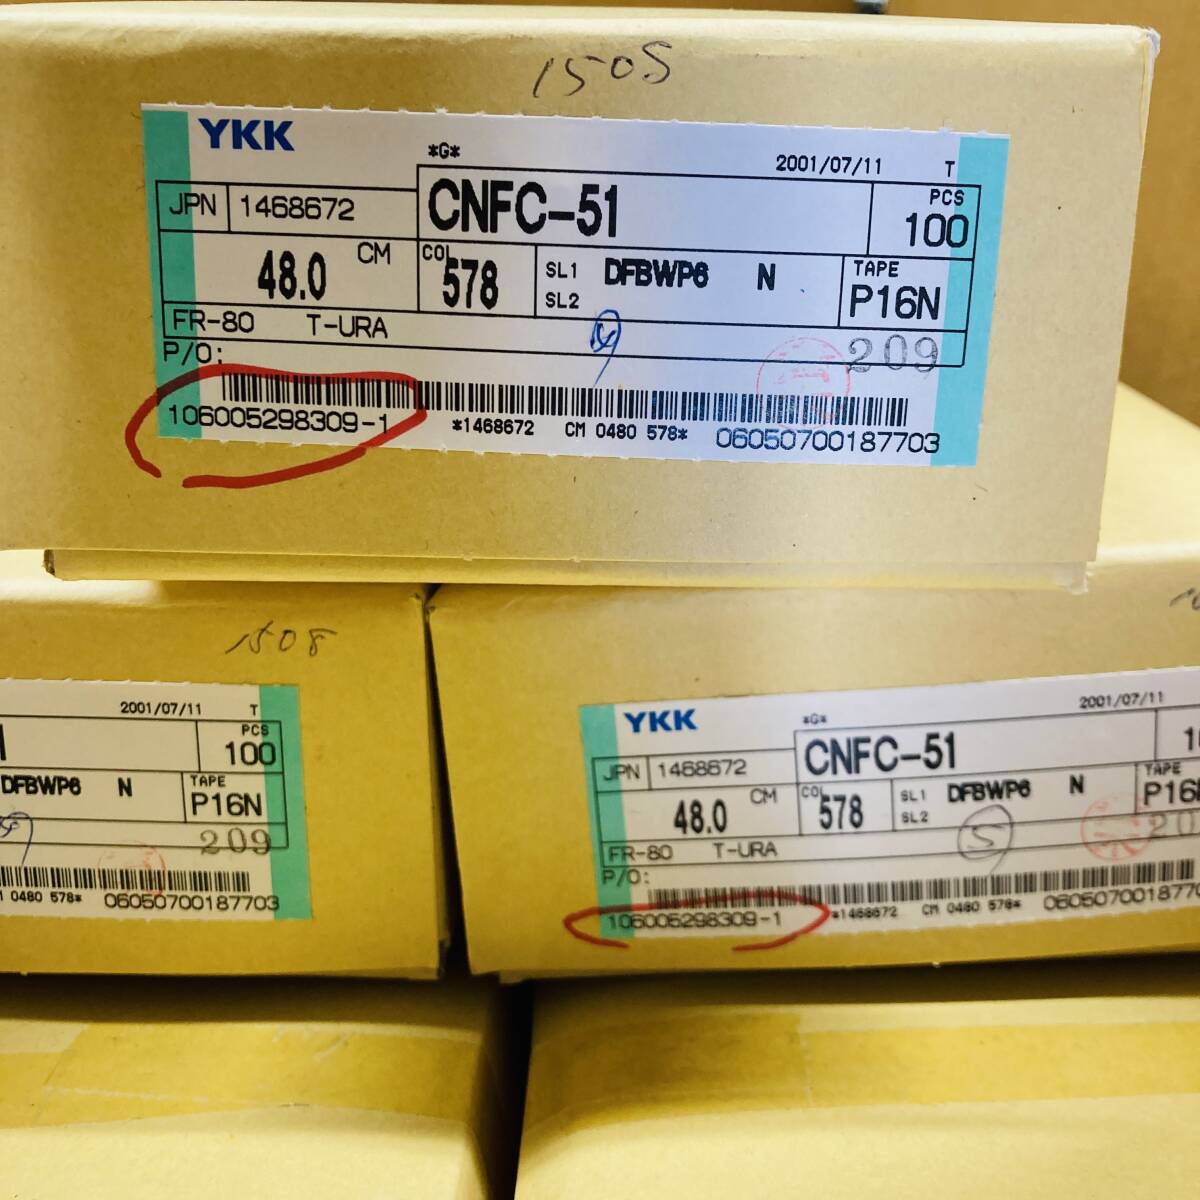 1505
YKK
*G*
2001/07/11 T
JPN 1468672
CNFC-51
PCS
100
48.0 CM
COL
578
SL1 DFBWP6 N
SL2
TAPE
P16N
FR-80 T-URA
209
P/O:
106005298309-1
*1468672 CM 0480 578*
06050700187703
1508
2001/07/11 T
PCS
100
DFBWP6 N
TAPE
P16N
209
0480 578*
06050700187703
YKK
*G*
2001/07/11
JPN 1468672
CNFC-51
48.0 CM
COL
578
SL1 DFBWP6 N
SL2
TAPE
P16N
S
FR-80 T-URA
P/O:
106005298309-1
*1468672 CM 0480 578*
060507001877